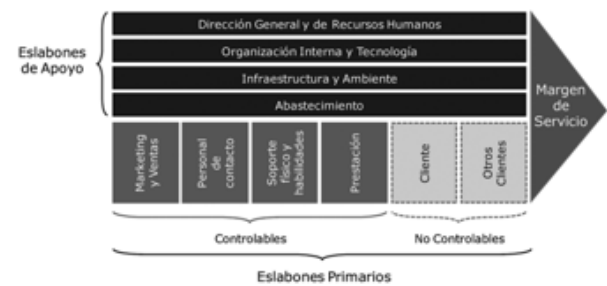 Dirección General y de Recursos Humanos
Organización Interna y Tecnología
Infraestructura y Ambiente
Abastecimiento
Eslabones
de Apoyo
Margen
de
Servicio
Marketing
y Ventas
Personal
de
contacto
Soporte
físico y
habilidades
Prestación
Cliente
Otros
Clientes
Controlables
No Controlables
Eslabones Primarios